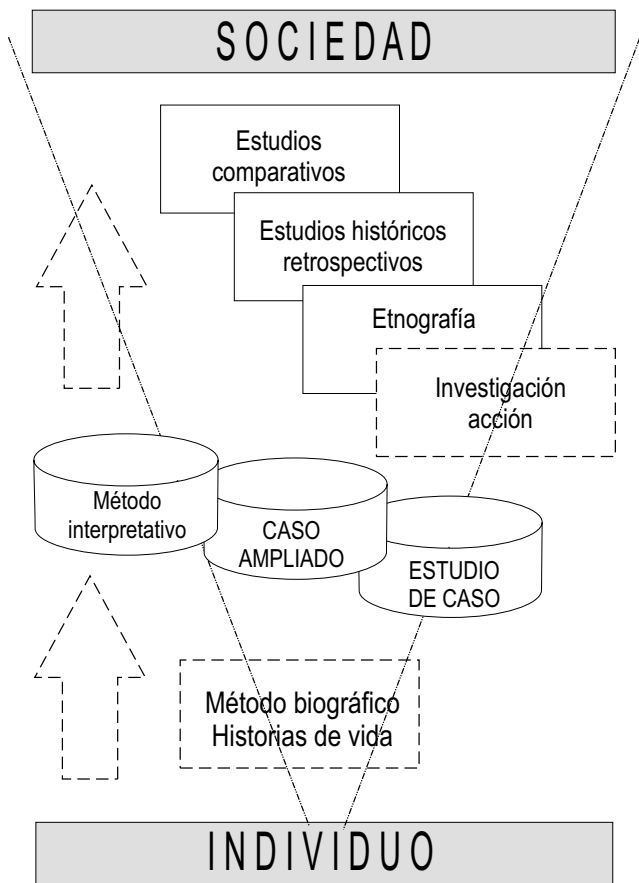 SOCIEDAD
Estudios
comparativos
Estudios históricos
retrospectivos
Etnografía
Investigación
acción
Método
interpretativo
CASO
AMPLIADO
ESTUDIO
DE CASO
Método biográfico
Historias de vida
INDIVIDUO